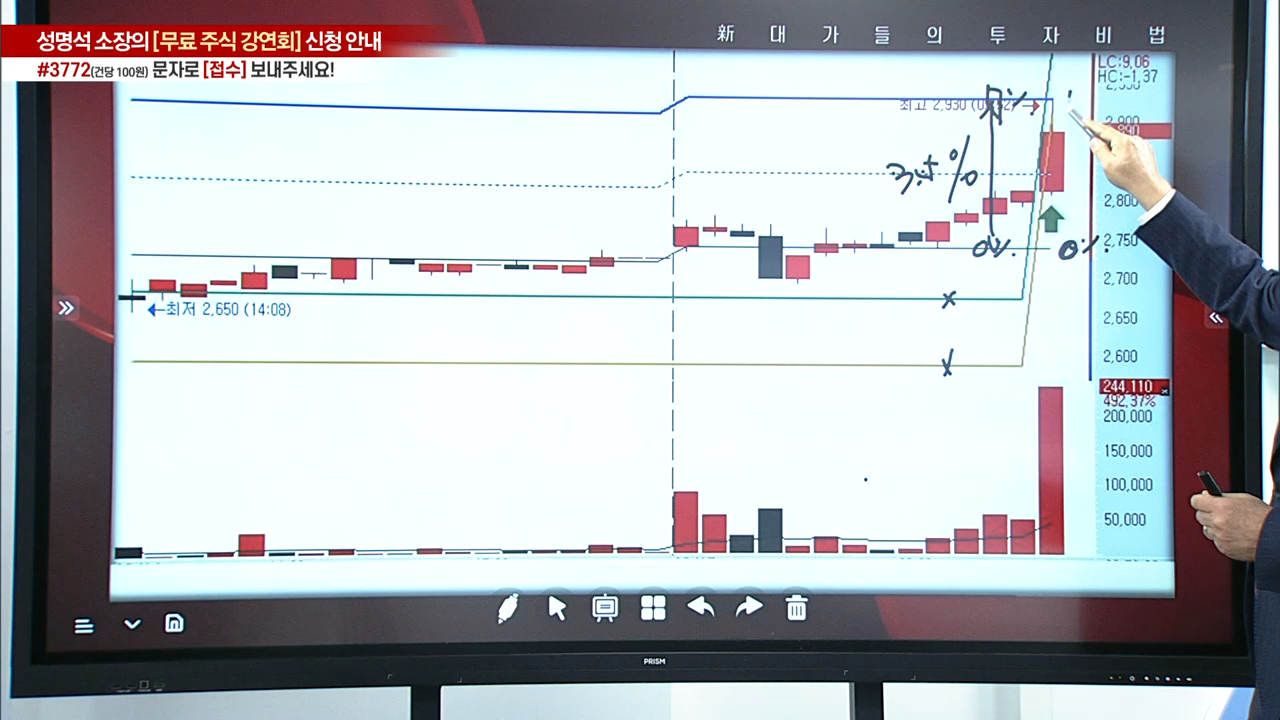 성명석 소장의 [무료 주식 강연회] 신청 안내
#3772(건당 100원) 문자로 [접수] 보내주세요!
新 대 가 들 의 투 자 비 법
LC:9.06
HC:-1.37
최고 2,930
2,900
2,800
2,750
2,700
2,650
2,600
3.5%
0%
0%.
←최저 2,650 (14:08)
244,110
492.37%
200,000
150,000
100,000
50,000
PRISM